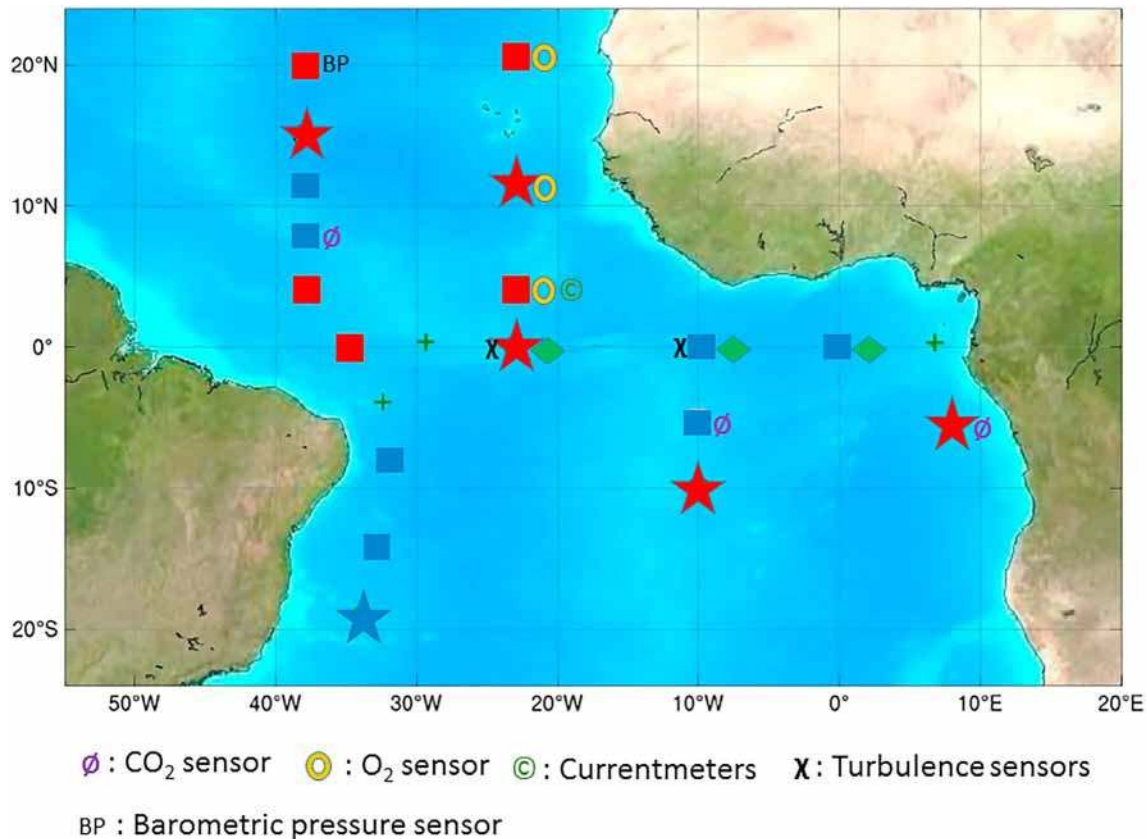 20°N
BP
10°N
0°
10°S
20°S
50°W 40°W 30°W 20°W 10°W 0° 10°E 20°E
Ø : CO₂ sensor O : O₂ sensor © : Currentmeters χ : Turbulence sensors
BP : Barometric pressure sensor